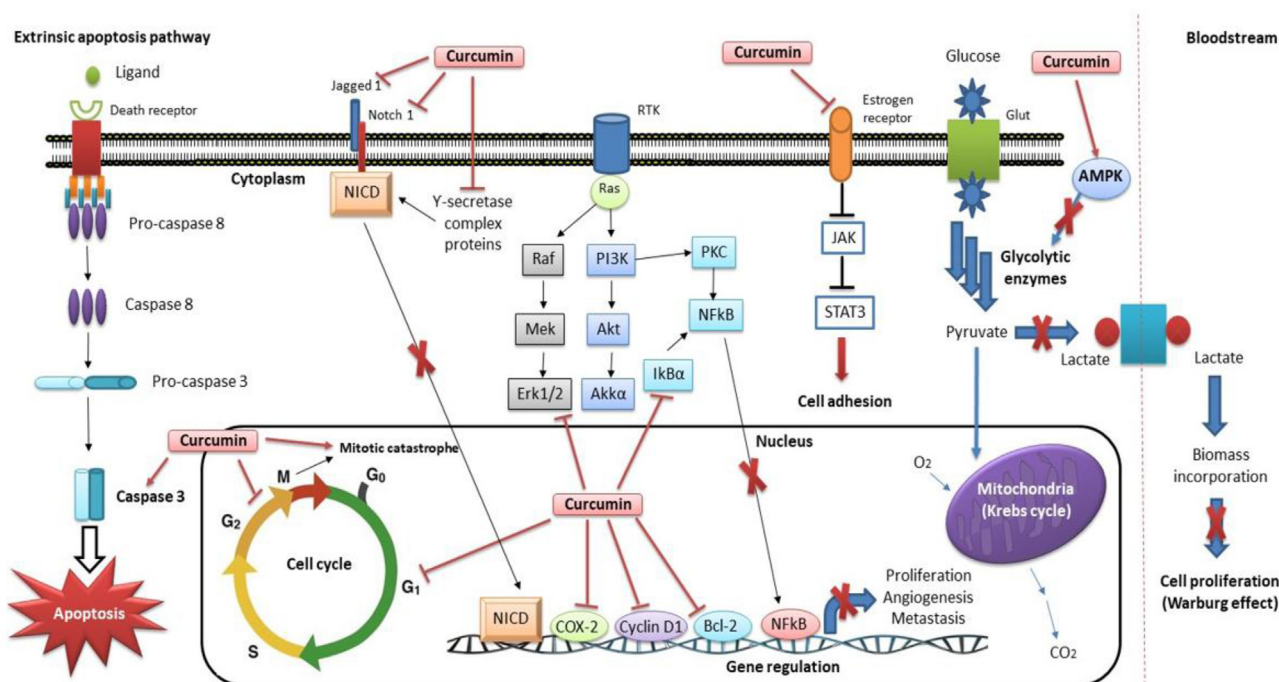 Extrinsic apoptosis pathway
Ligand
Death receptor
Pro-caspase 8
Caspase 8
Pro-caspase 3
Curcumin
Caspase 3
Apoptosis
Curcumin
Jagged 1
Notch 1
Cytoplasm
NICD
Y-secretase
complex
proteins
RTK
Ras
Raf
PI3K
PKC
Mek
Akt
NFkB
Erk1/2
Akkα
IkBα
Curcumin
Estrogen
receptor
JAK
STAT3
Cell adhesion
Glucose
Glut
Curcumin
AMPK
Glycolytic
enzymes
Pyruvate
Lactate
Bloodstream
Lactate
Biomass
incorporation
Cell proliferation
(Warburg effect)
Nucleus
Mitotic catastrophe
M
G0
G2
Cell cycle
G1
S
Curcumin
NICD
COX-2
Cyclin D1
Bcl-2
NFkB
Gene regulation
Proliferation
Angiogenesis
Metastasis
O2
Mitochondria
(Krebs cycle)
CO2